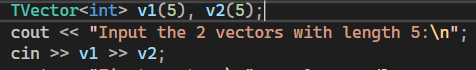 TVector<int> v1(5), v2(5);
cout << "Input the 2 vectors with length 5:\n";
cin >> v1 >> v2;